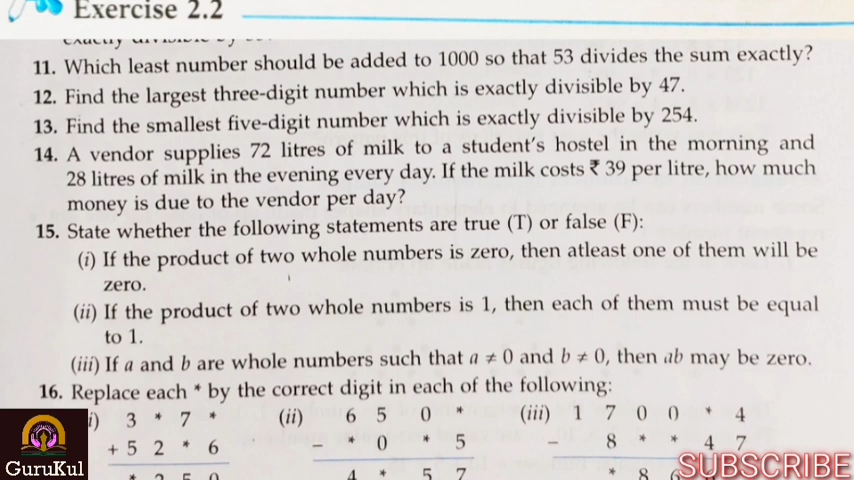 Exercise 2.2
11. Which least number should be added to 1000 so that 53 divides the sum exactly?
12. Find the largest three-digit number which is exactly divisible by 47.
13. Find the smallest five-digit number which is exactly divisible by 254.
14. A vendor supplies 72 litres of milk to a student's hostel in the morning and
28 litres of milk in the evening every day. If the milk costs ₹ 39 per litre, how much
money is due to the vendor per day?
15. State whether the following statements are true (T) or false (F):
(i) If the product of two whole numbers is zero, then atleast one of them will be
zero.
(ii) If the product of two whole numbers is 1, then each of them must be equal
to 1.
(iii) If a and b are whole numbers such that a ≠ 0 and b ≠ 0, then ab may be zero.
16. Replace each * by the correct digit in each of the following:
i) 3 * 7 * (ii) 6 5 0 * (iii) 1 7 0 0 * 4
+ 5 2 * 6 − * 0 * 5 − 8 * * 4 7
* 2 5 0 4 * 5 7 * 8 6
GuruKul
SUBSCRIBE